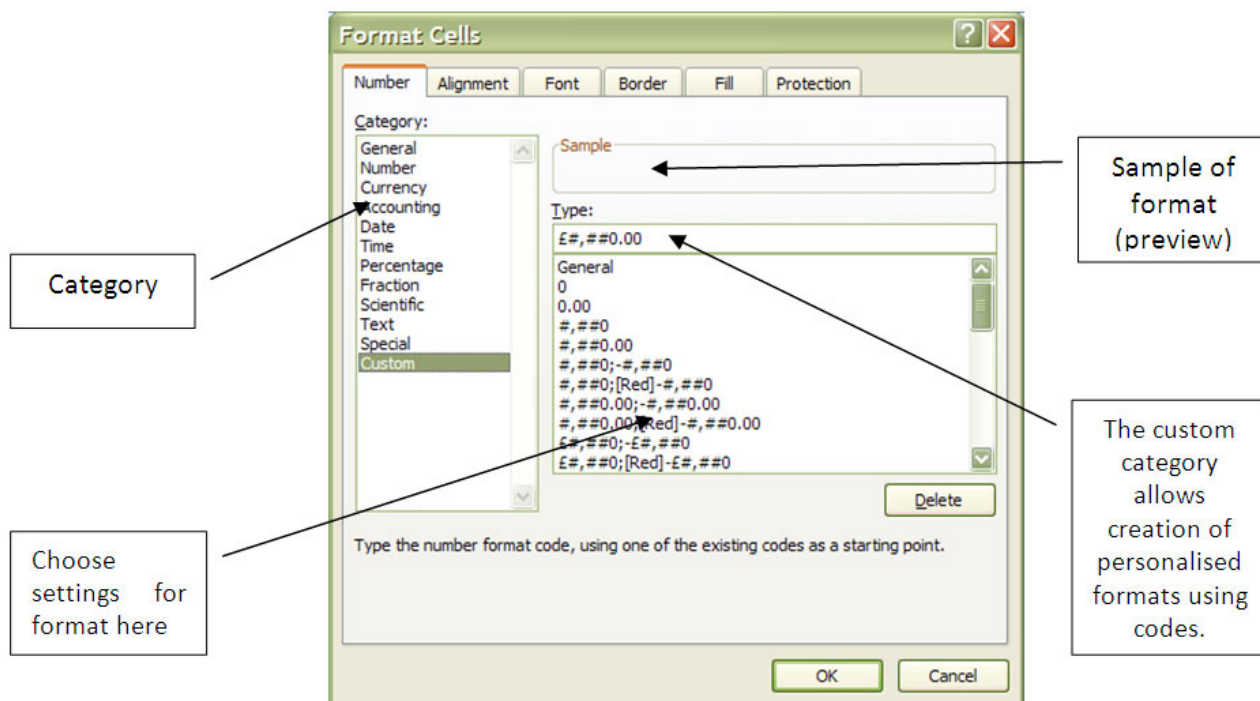 Format Cells
Number
Alignment
Font
Border
Fill
Protection
Category:
General
Number
Currency
Accounting
Date
Time
Percentage
Fraction
Scientific
Text
Special
Custom
Sample
Type:
£#,##0.00
General
0
0.00
#,##0
#,##0.00
#,##0;-#,##0
#,##0;[Red]-#,##0
#,##0.00;-#,##0.00
#,##0.00;[Red]-#,##0.00
£#,##0;-£#,##0
£#,##0;[Red]-£#,##0
Delete
Type the number format code, using one of the existing codes as a starting point.
OK
Cancel
Category
Choose
settings for
format here
Sample of
format
(preview)
The custom
category
allows
creation of
personalised
formats using
codes.